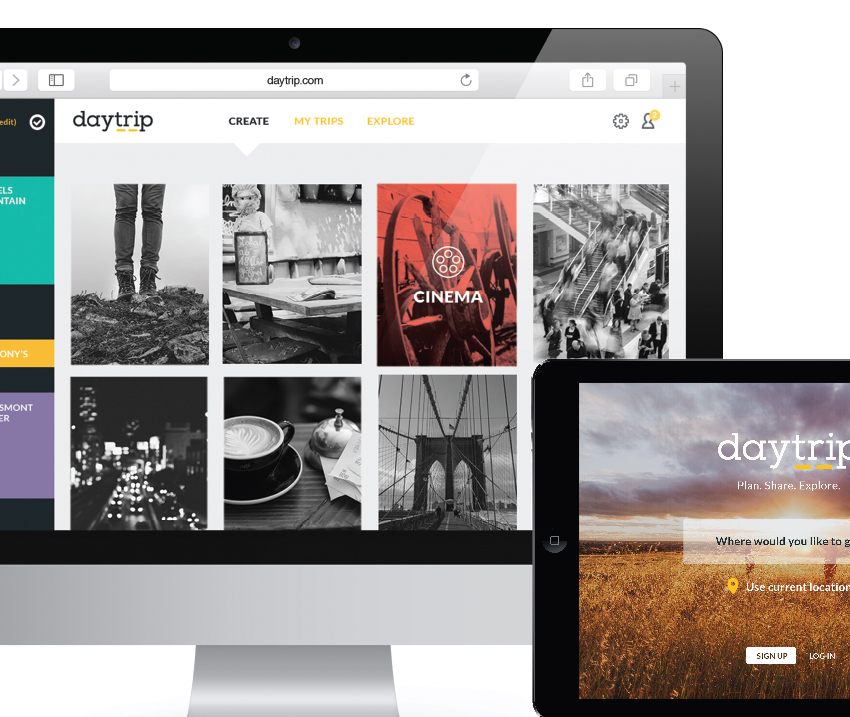 daytrip.com
edit)
daytrip
CREATE
MY TRIPS
EXPLORE
ELS
NTAIN
ONY'S
SMONT
ER
CINEMA
daytrip
Plan. Share. Explore.
Where would you like to g
Use current location
SIGN UP
LOG IN